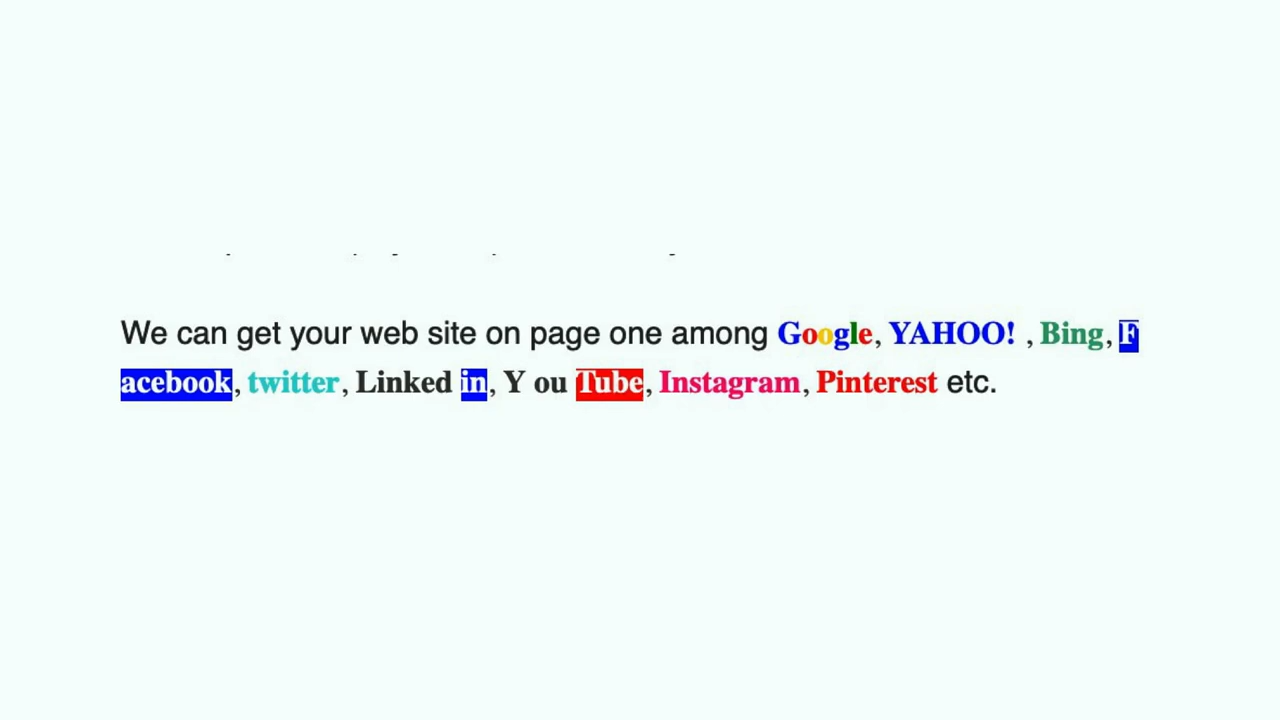 We can get your web site on page one among Google, YAHOO! , Bing, F
acebook, twitter, Linked in, Y ou Tube, Instagram, Pinterest etc.